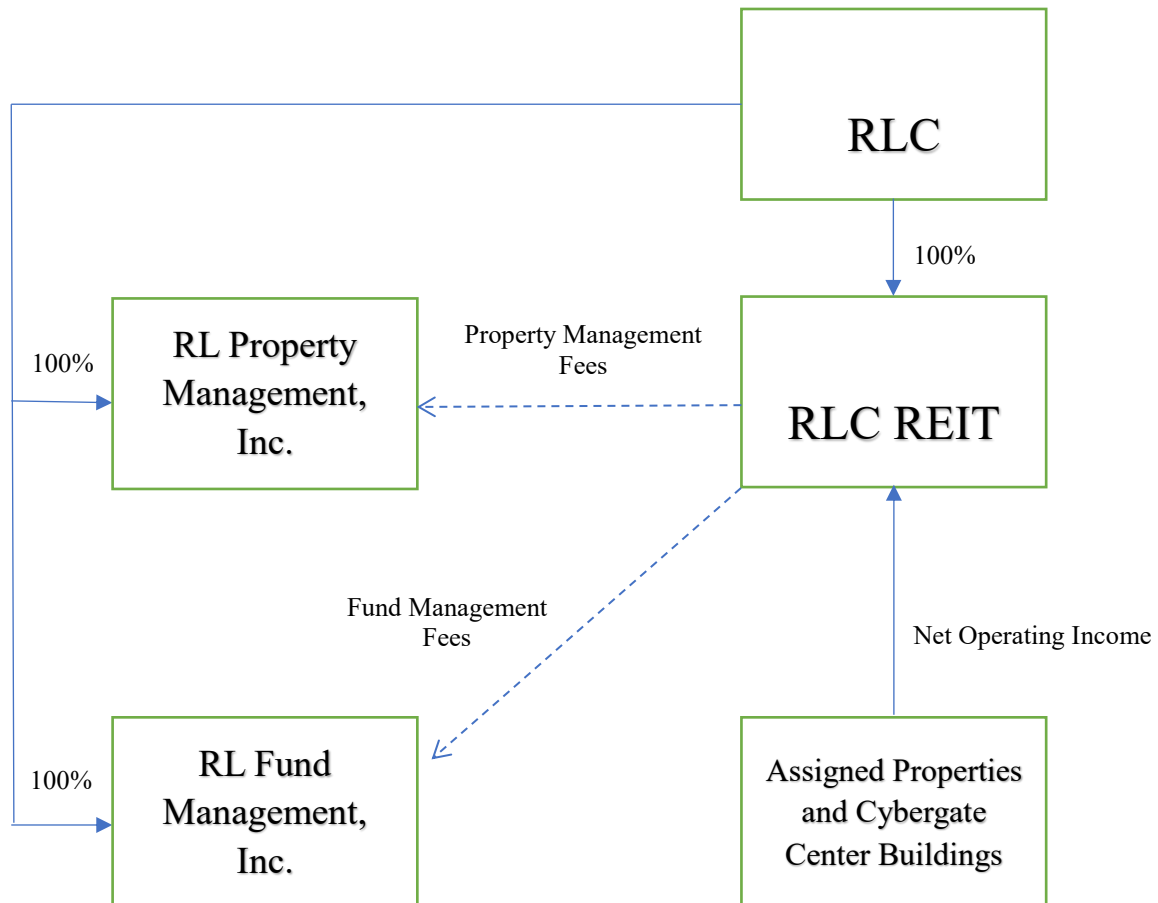 RLC
100%
RL Property
Management,
Inc.
100%
Property Management
Fees
RLC REIT
Fund Management
Fees
Net Operating Income
100%
RL Fund
Management,
Inc.
Assigned Properties
and Cybergate
Center Buildings